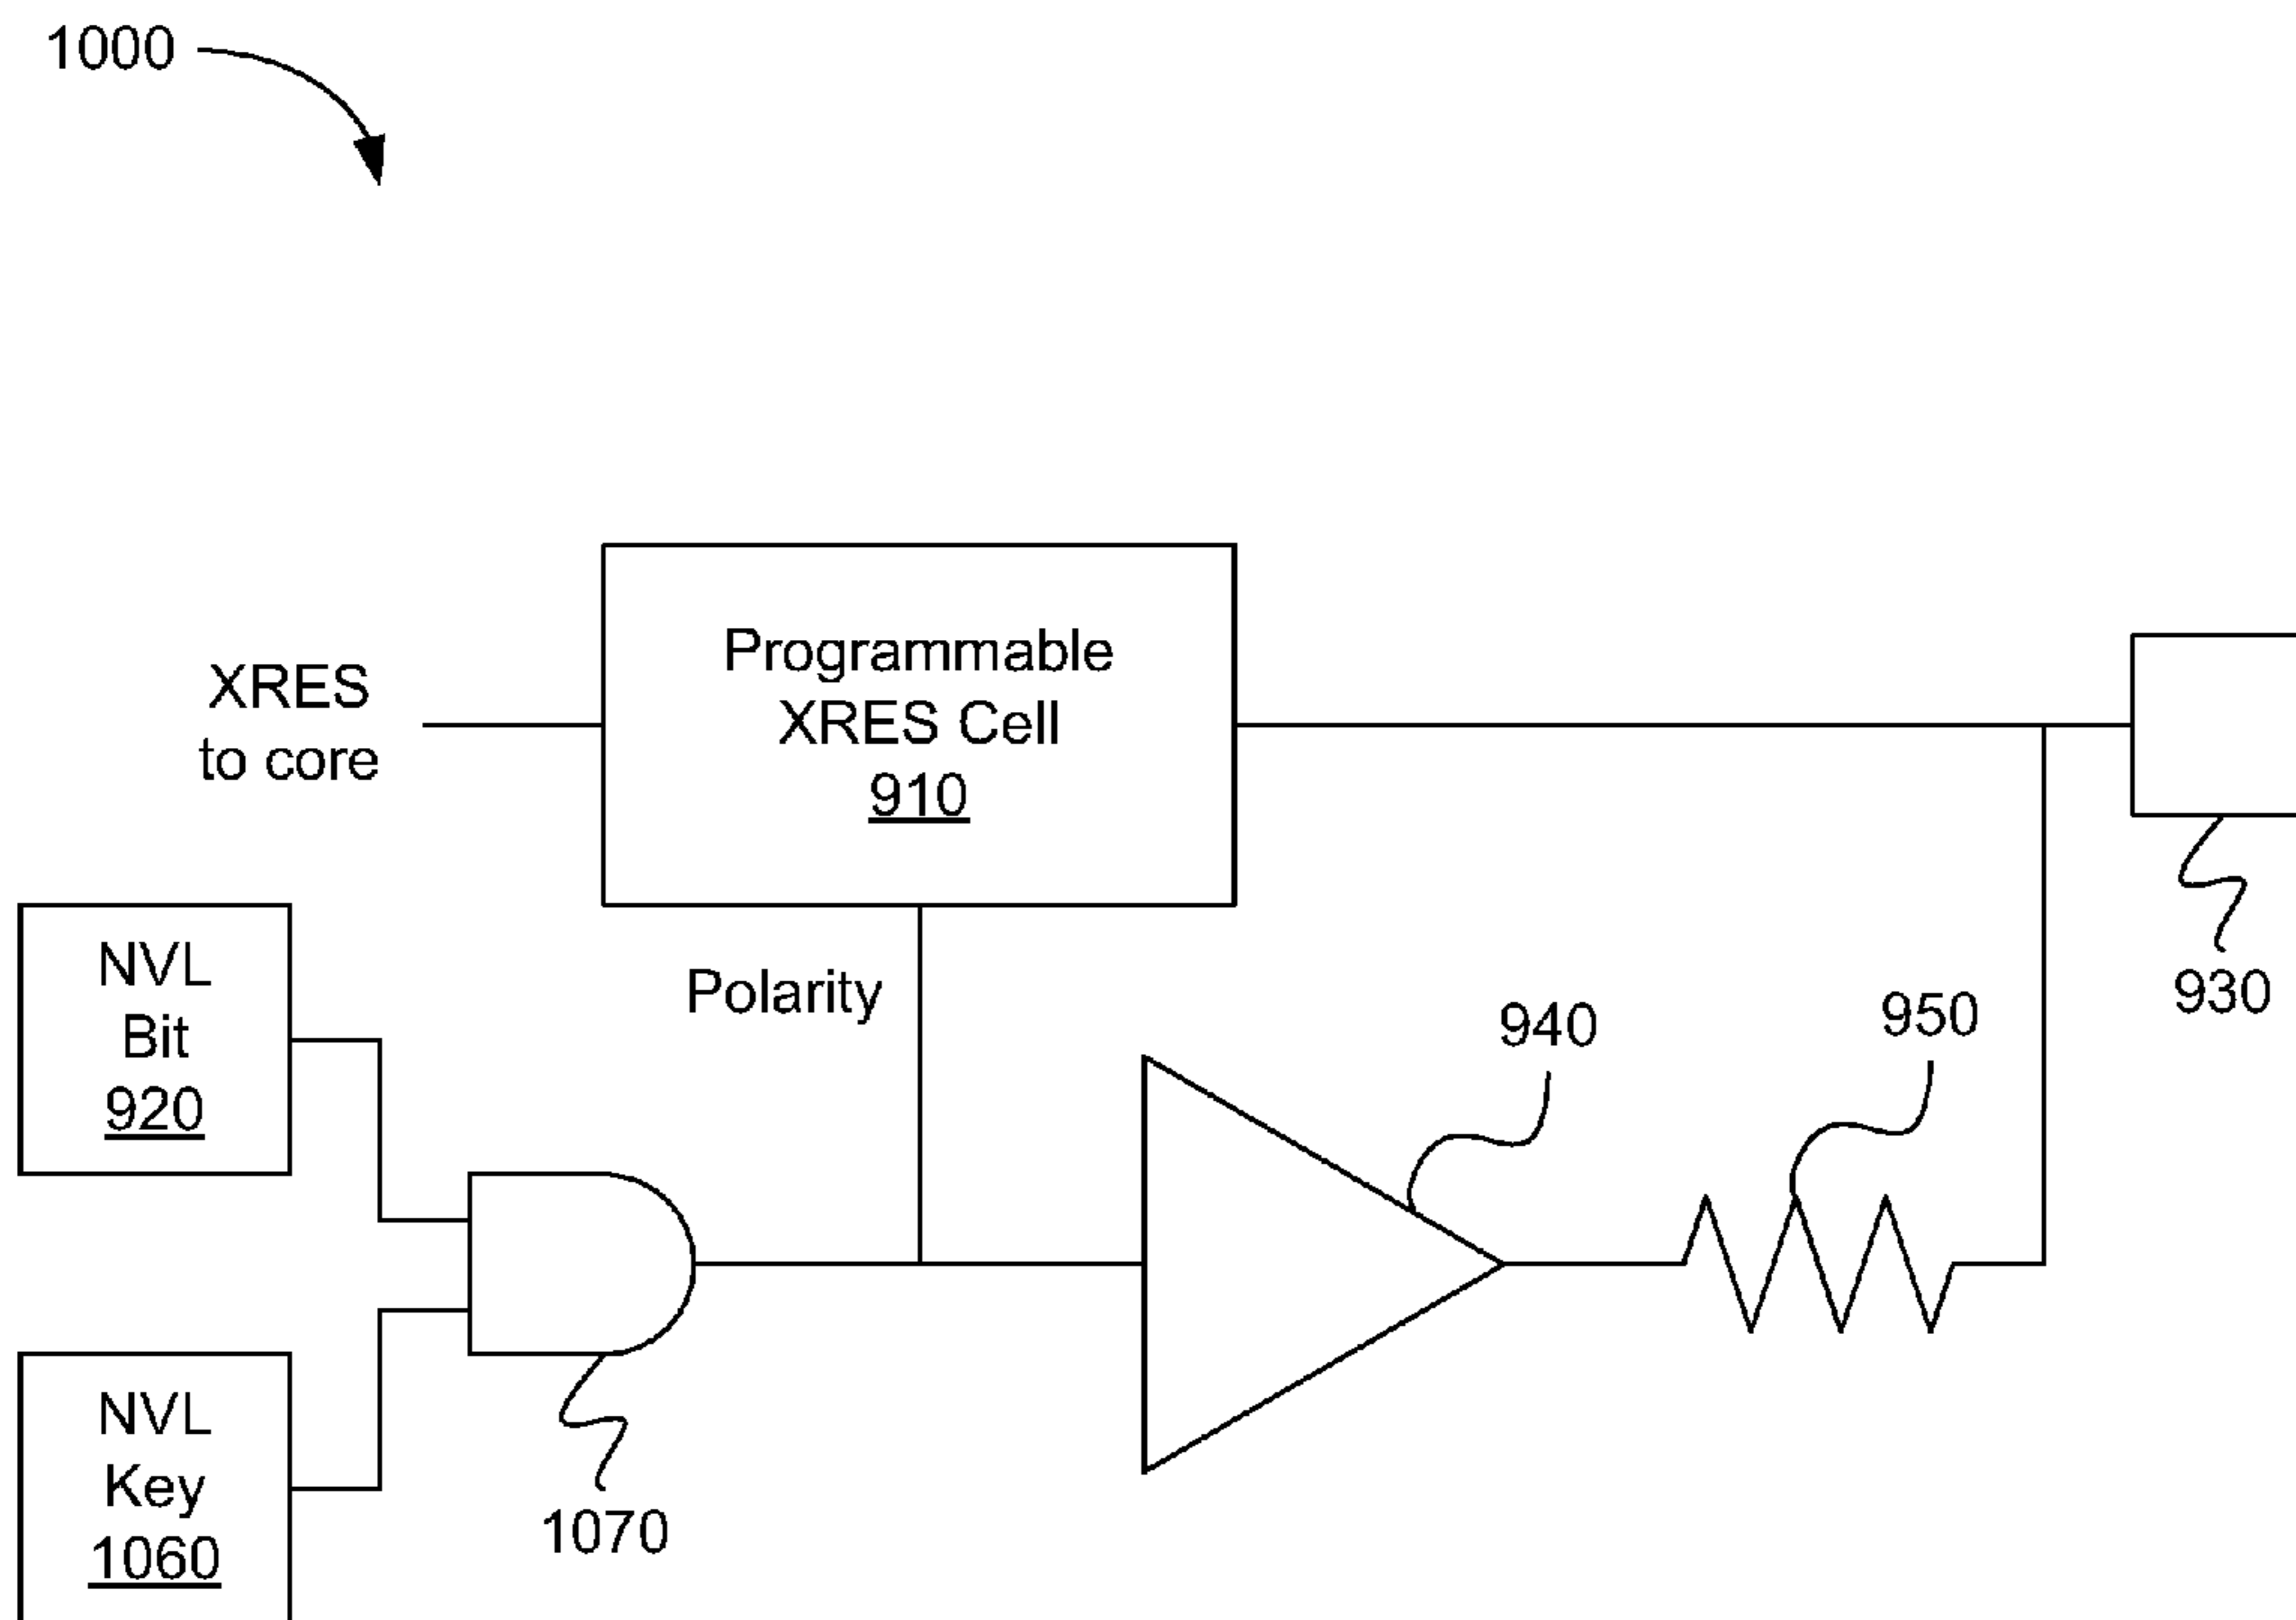 1000
Programmable
XRES Cell
910
XRES
to core
930
NVL
Bit
920
Polarity
940
950
NVL
Key
1060
1070